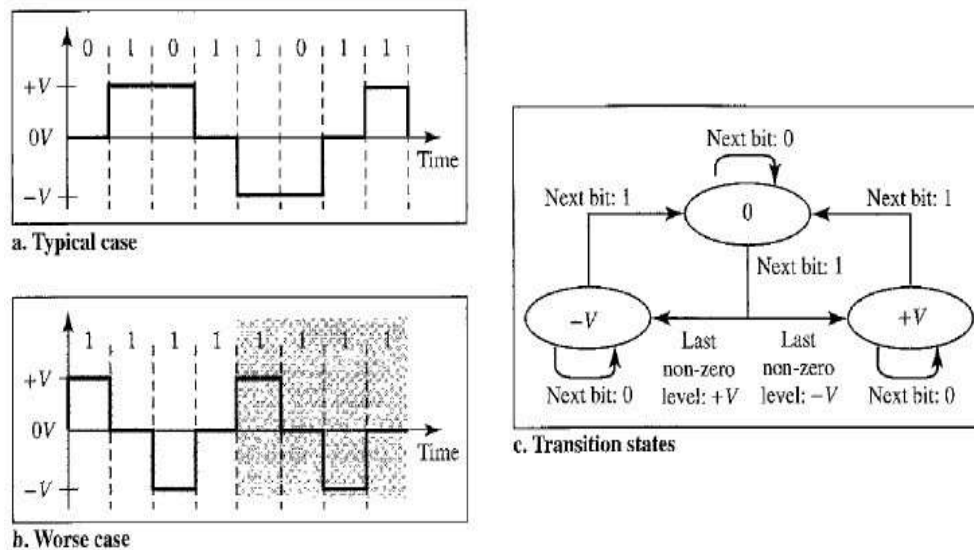 0 1 0 1 1 0 1 1
+V
0V
Time
−V
a. Typical case
1 1 1 1 1 1 1 1
+V
0V
Time
−V
b. Worse case
Next bit: 0
Next bit: 1
0
Next bit: 1
Next bit: 1
−V
+V
Last Last
non-zero non-zero
Next bit: 0 level: +V level: −V Next bit: 0
c. Transition states